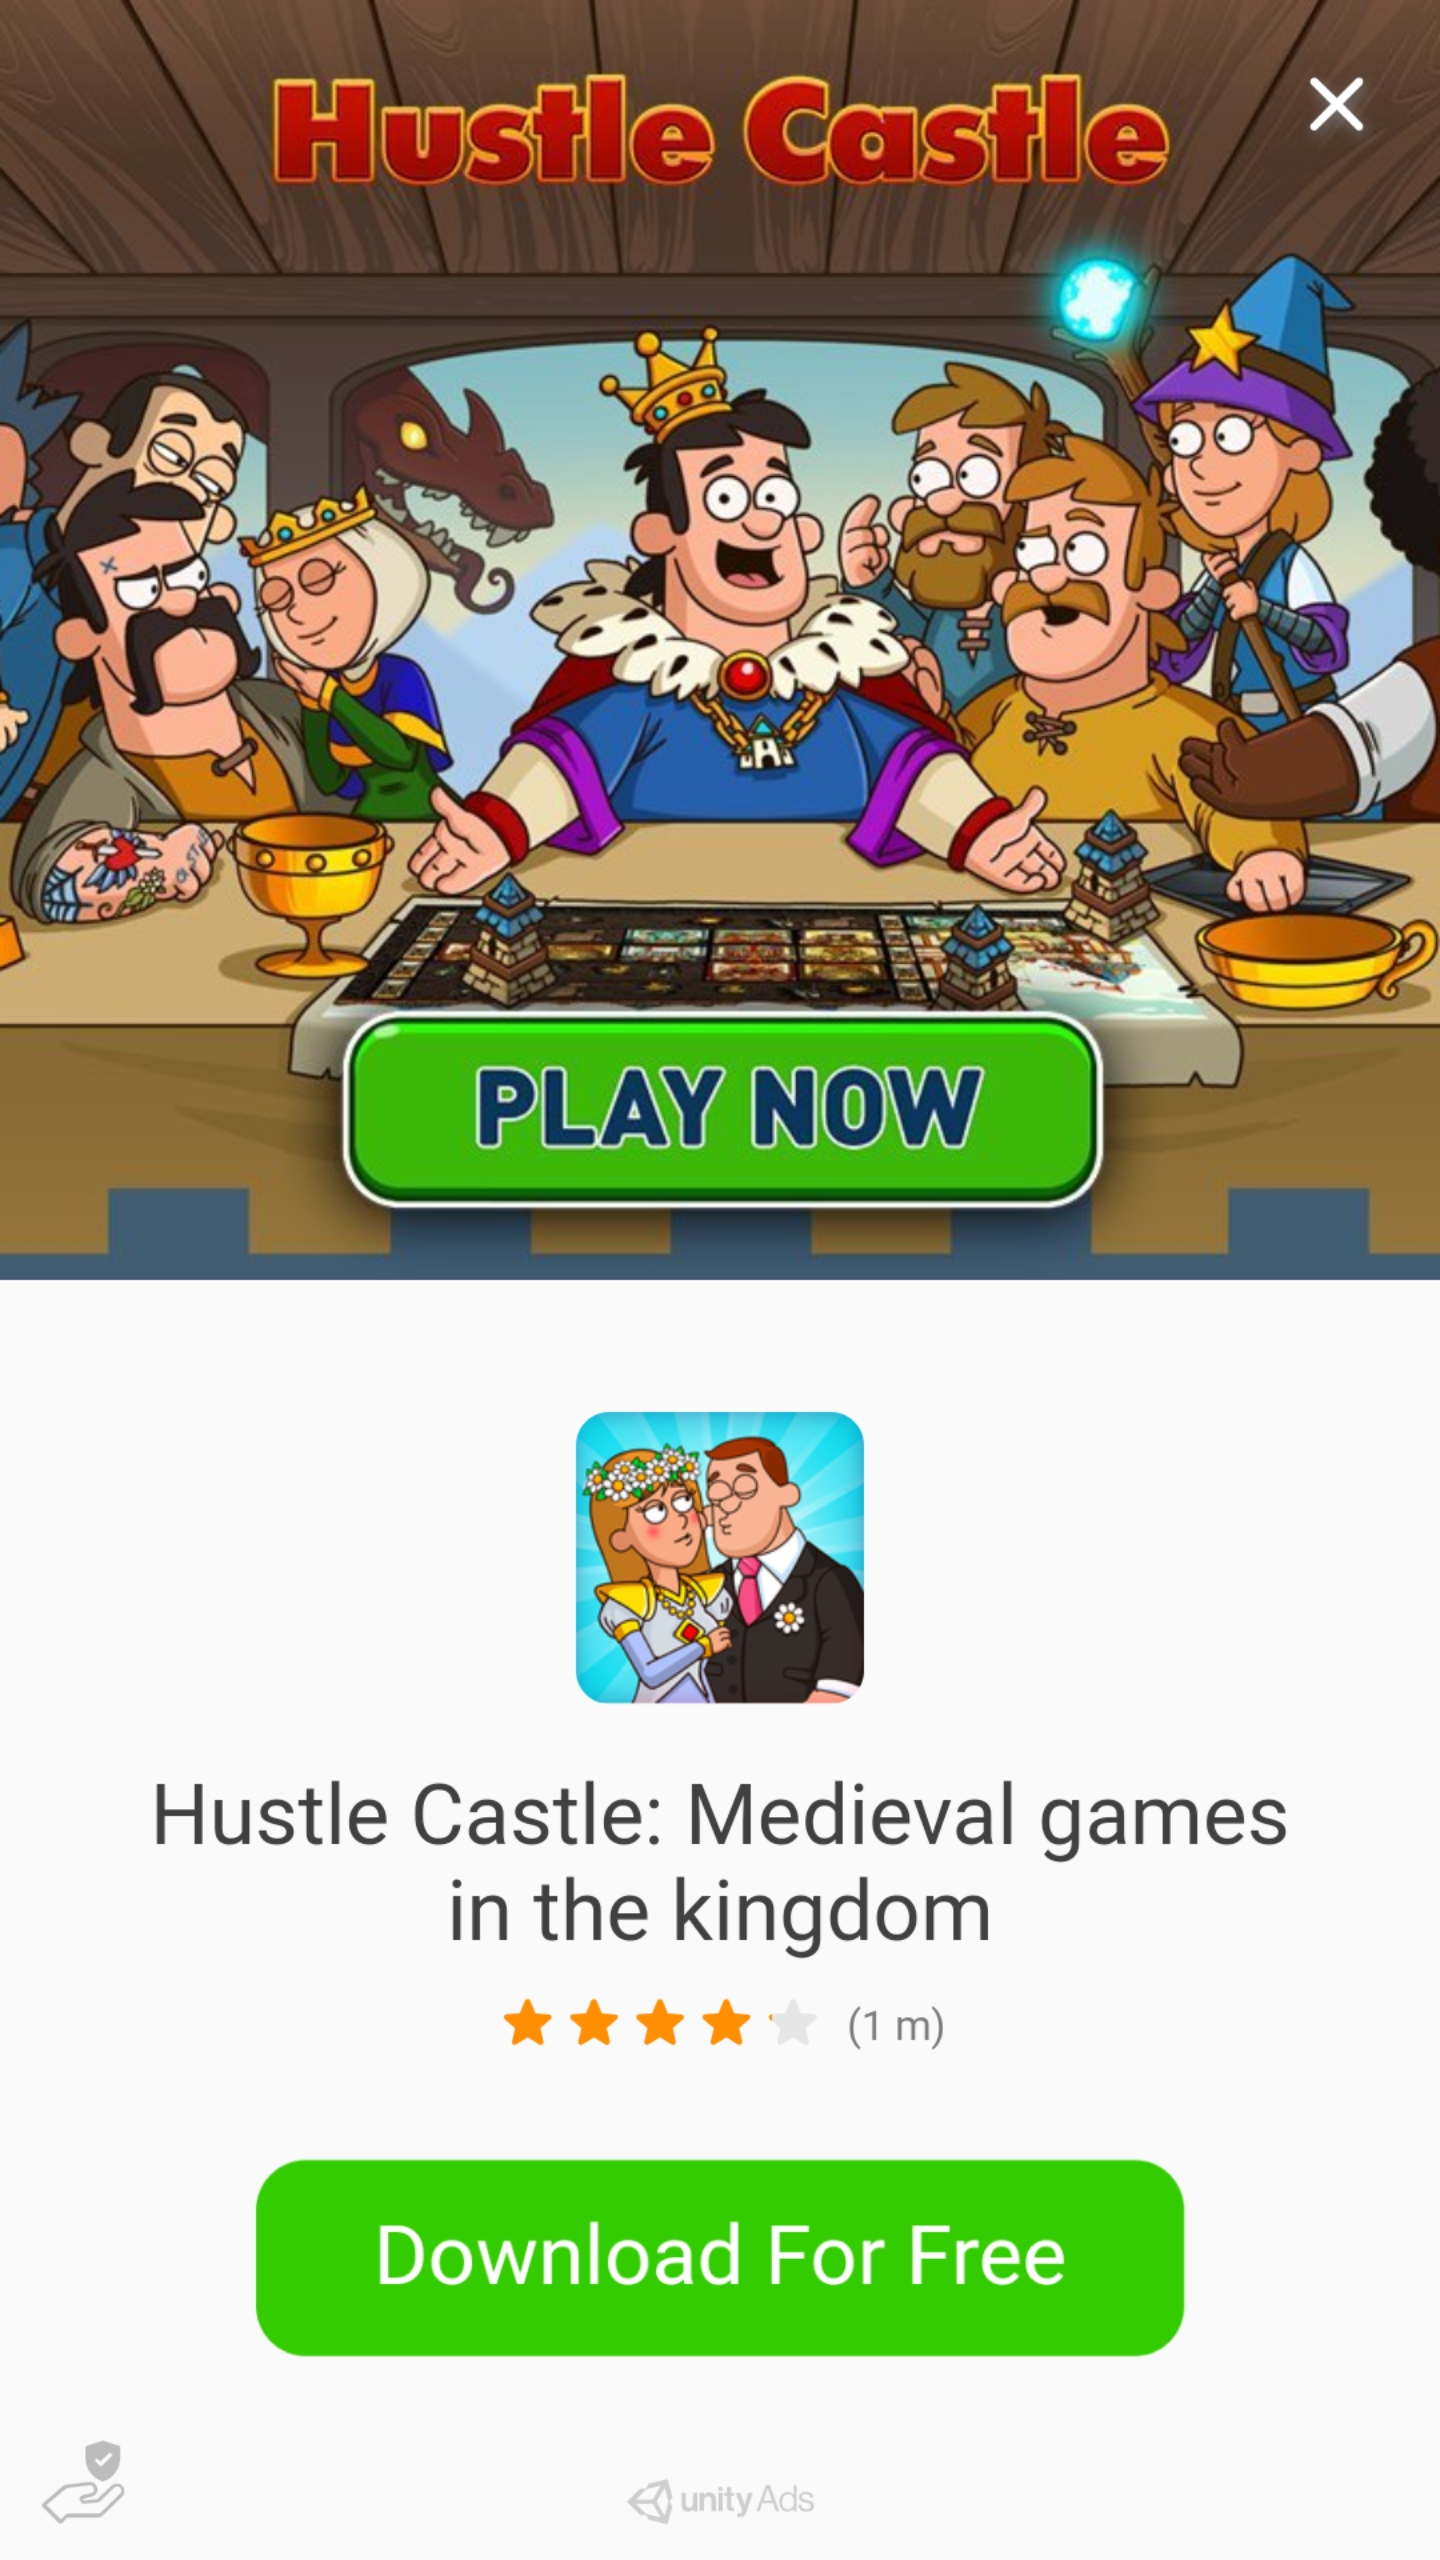 Hustle Castle
PLAY NOW
Hustle Castle: Medieval games
in the kingdom
(1 m)
Download For Free
unity Ads